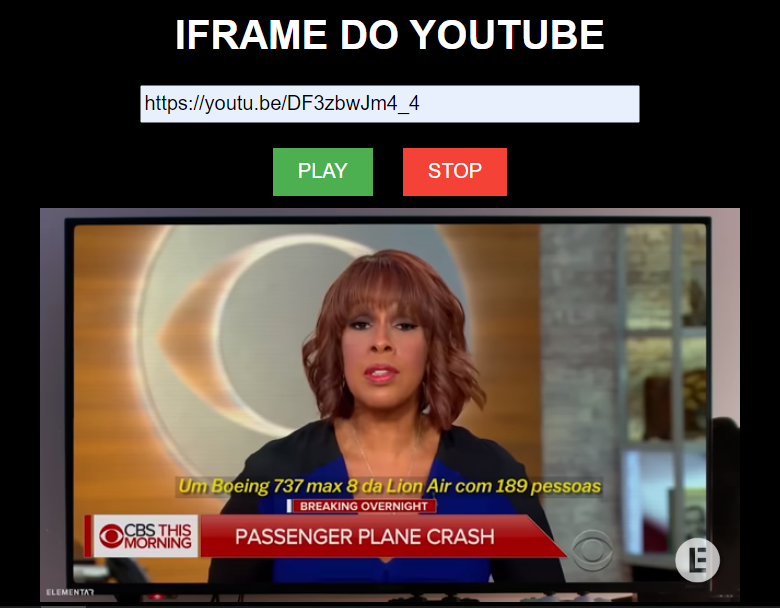 IFRAME DO YOUTUBE
https://youtu.be/DF3zbwJm4_4
PLAY STOP
Um Boeing 737 max 8 da Lion Air com 189 pessoas
BREAKING OVERNIGHT
CBS THIS
MORNING
PASSENGER PLANE CRASH
E
ELEMENTAR